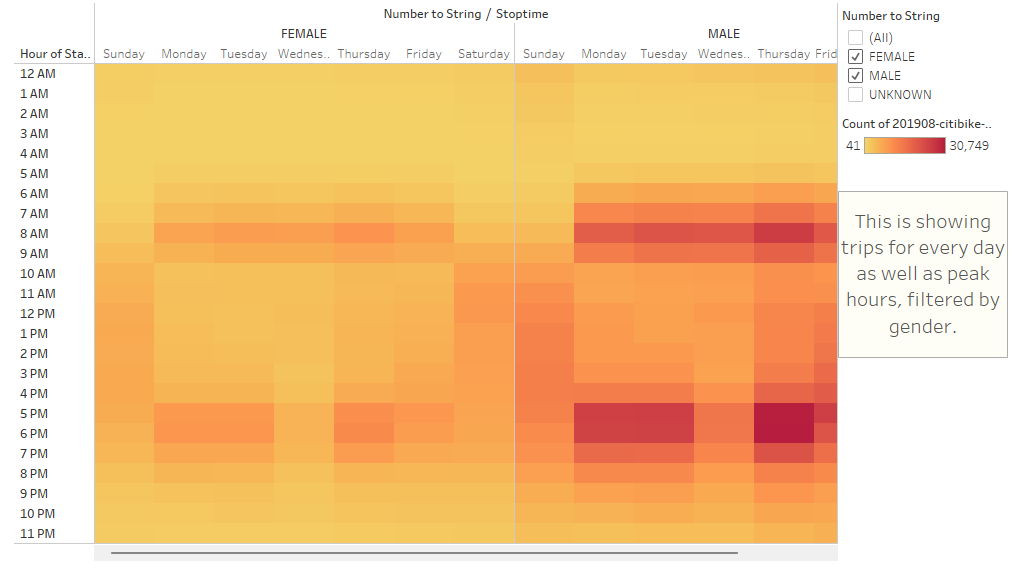 Number to String / Stoptime
FEMALE MALE
Hour of Sta.. Sunday Monday Tuesday Wednes.. Thursday Friday Saturday Sunday Monday Tuesday Wednes.. Thursday Frid
12 AM
1 AM
2 AM
3 AM
4 AM
5 AM
6 AM
7 AM
8 AM
9 AM
10 AM
11 AM
12 PM
1 PM
2 PM
3 PM
4 PM
5 PM
6 PM
7 PM
8 PM
9 PM
10 PM
11 PM
Number to String
(All)
FEMALE
MALE
UNKNOWN
Count of 201908-citibike-..
41 30,749
This is showing
trips for every day
as well as peak
hours, filtered by
gender.